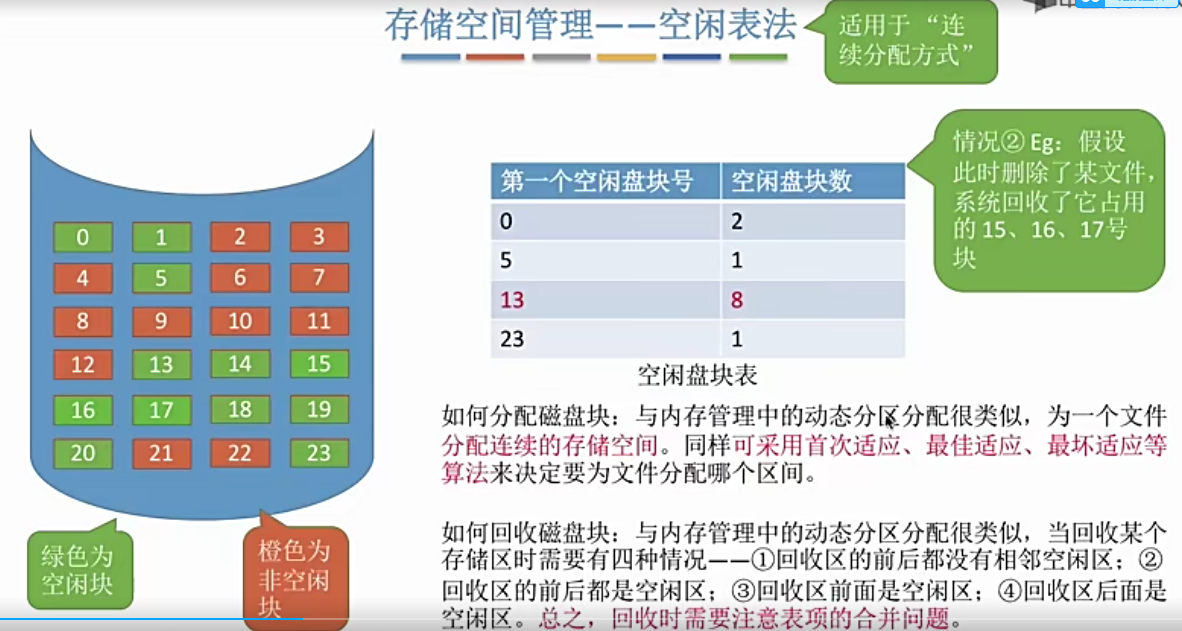 存储空间管理——空闲表法
适用于 “连
续分配方式”
情况② Eg：假设
此时删除了某文件，
系统回收了它占用
的 15、16、17号
块
第一个空闲盘块号 空闲盘块数
0 2
5 1
13 8
23 1
空闲盘块表
0 1 2 3
4 5 6 7
8 9 10 11
12 13 14 15
16 17 18 19
20 21 22 23
绿色为
空闲块
橙色为
非空闲
块
如何分配磁盘块：与内存管理中的动态分区分配很类似，为一个文件
分配连续的存储空间。同样可采用首次适应、最佳适应、最坏适应等
算法来决定要为文件分配哪个区间。
如何回收磁盘块：与内存管理中的动态分区分配很类似，当回收某个
存储区时需要有四种情况——①回收区的前后都没有相邻空闲区；②
回收区的前后都是空闲区；③回收区前面是空闲区；④回收区后面是
空闲区。总之，回收时需要注意表项的合并问题。